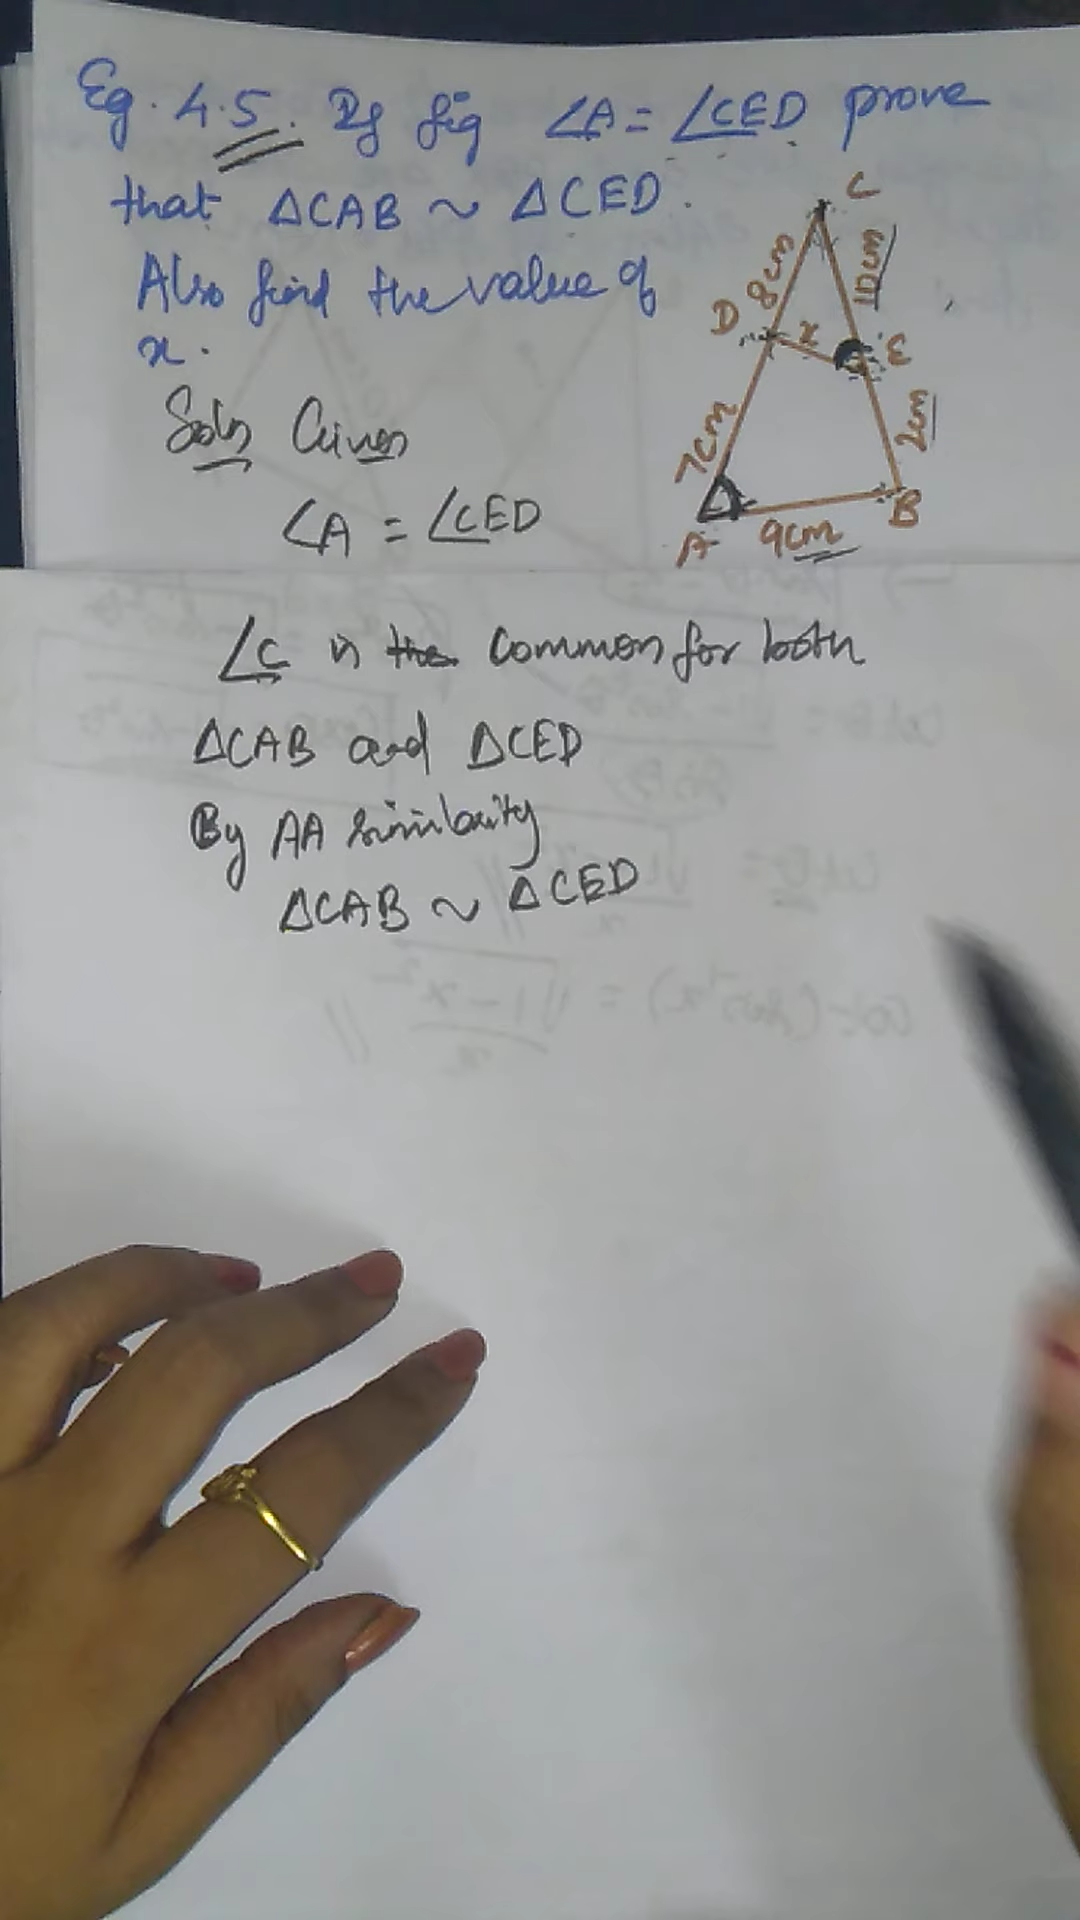 Eg. 4.5. If fig ∠A = ∠CED prove
that ΔCAB ~ ΔCED.
Also find the value of
x.
C
8cm
10cm
D
x
E
7cm
2cm
A
9cm
B
Soln Given
∠A = ∠CED
∠C is the common for both
ΔCAB and ΔCED
By AA similarity
ΔCAB ~ ΔCED